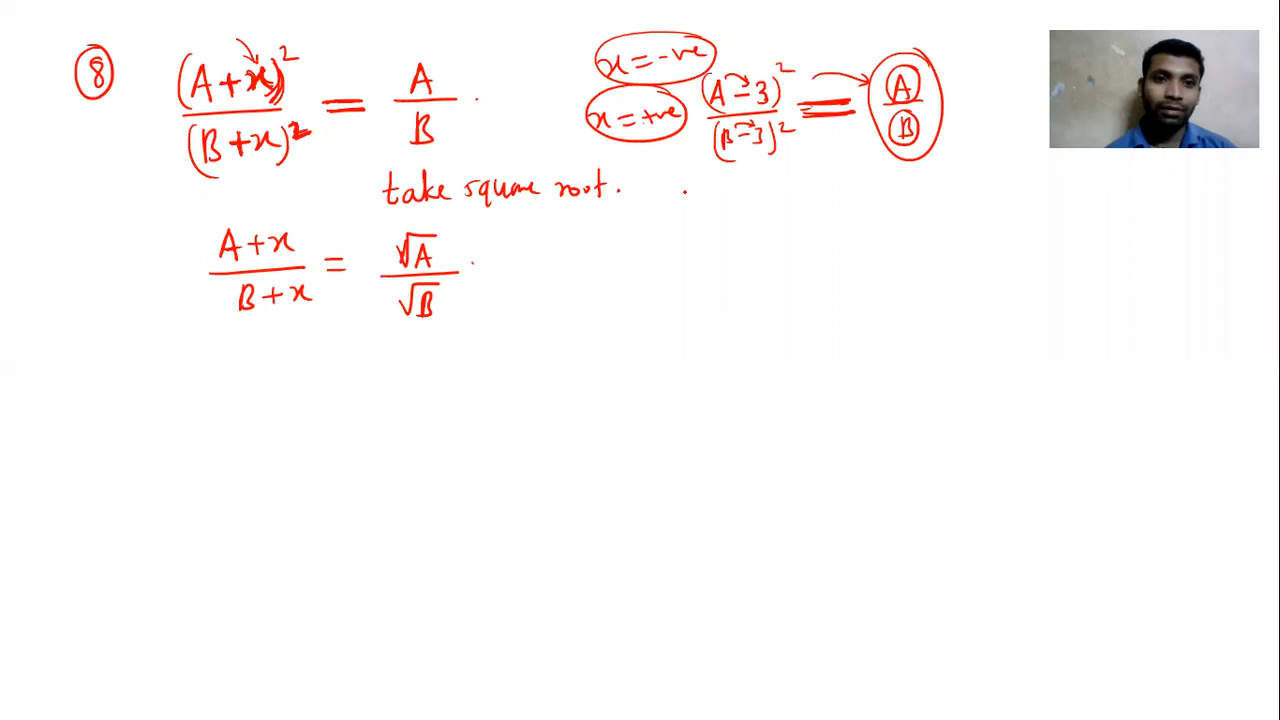 ⑧ (A+x)²/(B+x)² = A/B .
x = -ve
x = +ve
(A-3)²/(B-3)² = A/B
take square root. .
A+x/B+x = √A/√B .